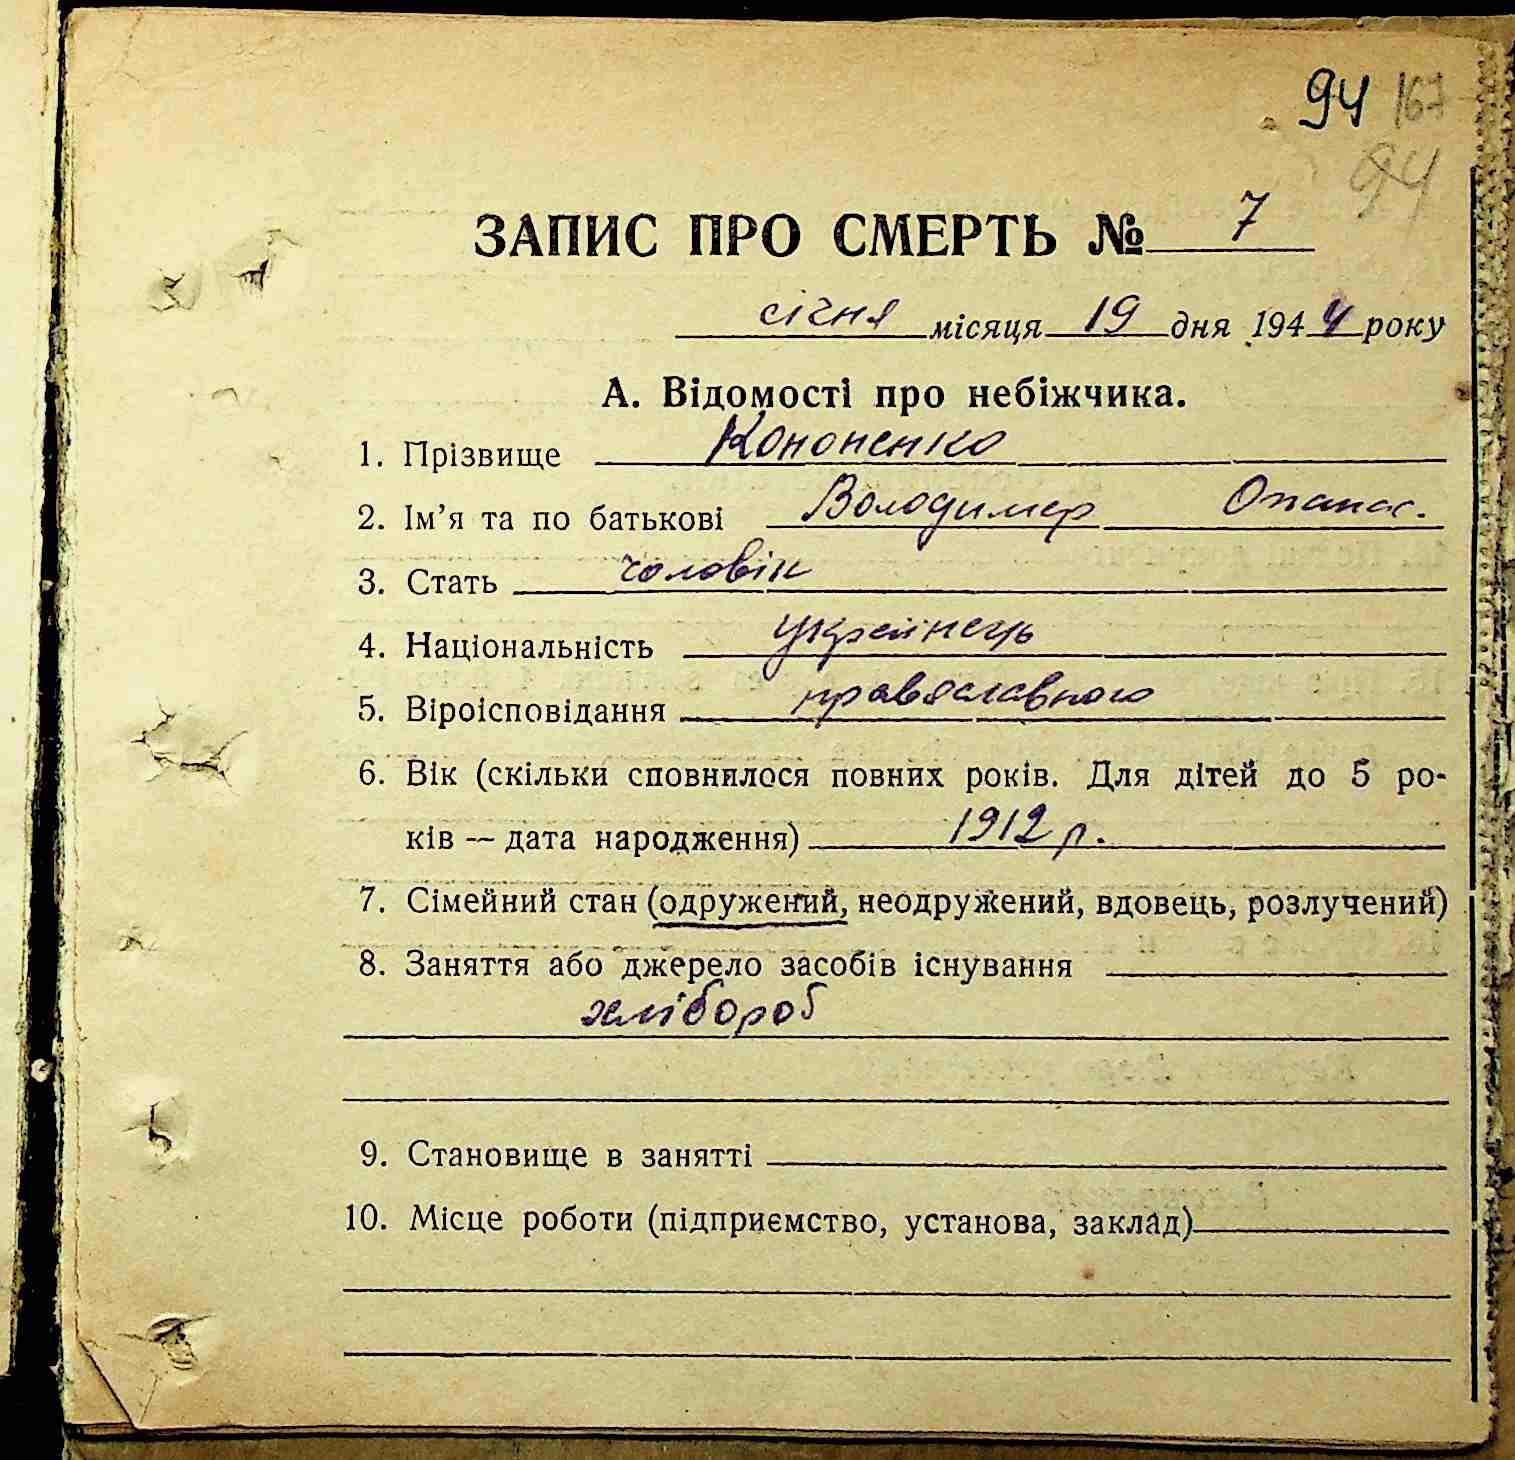 94 167
94
ЗАПИС ПРО СМЕРТЬ № 7
січня місяця 19 дня 1944 року
А. Відомості про небіжчика.
1. Прізвище Кононенко
2. Ім'я та по батькові Володимер Опанас.
3. Стать чоловік
4. Національність українець
5. Віроісповідання православного
6. Вік (скільки сповнилося повних років. Для дітей до 5 ро-
ків — дата народження) 1912 р.
7. Сімейний стан (одружений, неодружений, вдовець, розлучений)
8. Заняття або джерело засобів існування
хлібороб
9. Становище в занятті
10. Місце роботи (підприємство, установа, заклад)